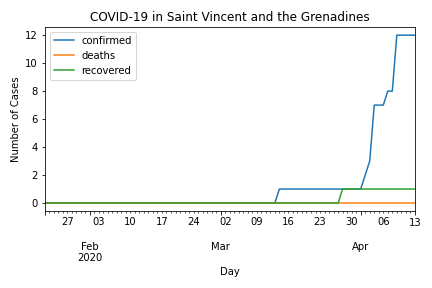 COVID-19 in Saint Vincent and the Grenadines
confirmed
deaths
recovered
Number of Cases
12
10
8
6
4
2
0
27 03 10 17 24 02 09 16 23 30 06 13
Feb Mar Apr
2020
Day